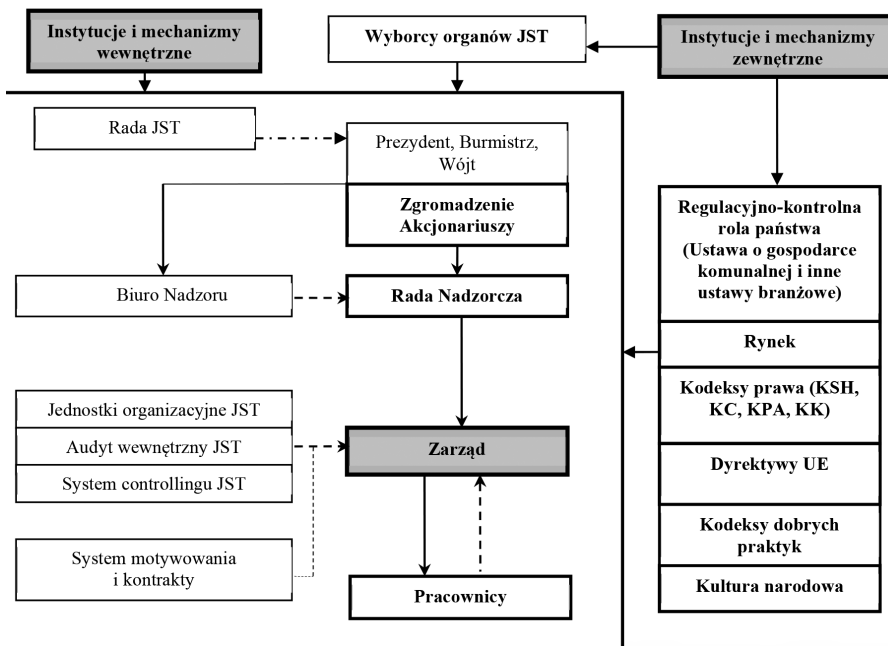 Instytucje i mechanizmy
wewnętrzne
Wyborcy organów JST
Instytucje i mechanizmy
zewnętrzne
Rada JST
Prezydent, Burmistrz,
Wójt
Zgromadzenie
Akcjonariuszy
Biuro Nadzoru
Rada Nadzorcza
Jednostki organizacyjne JST
Audyt wewnętrzny JST
System controllingu JST
Zarząd
System motywowania
i kontrakty
Pracownicy
Regulacyjno-kontrolna
rola państwa
(Ustawa o gospodarce
komunalnej i inne
ustawy branżowe)
Rynek
Kodeksy prawa (KSH,
KC, KPA, KK)
Dyrektywy UE
Kodeksy dobrych
praktyk
Kultura narodowa